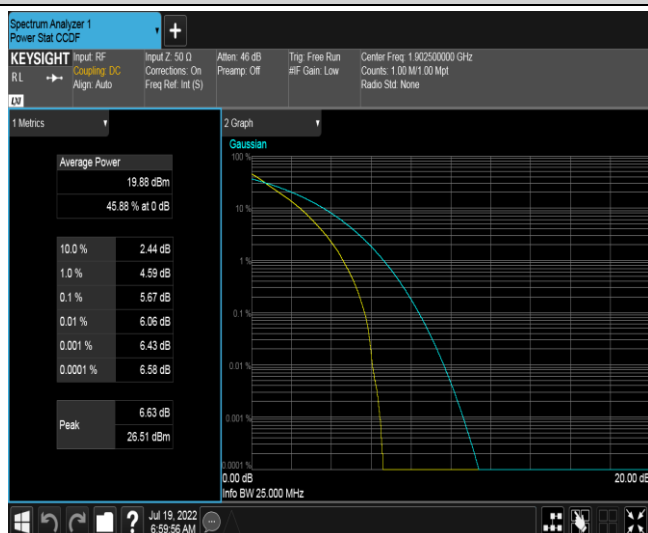 Spectrum Analyzer 1
Power Stat CCDF
KEYSIGHT
RL
LXI
Input: RF
Coupling: DC
Align: Auto
Input Z: 50 Ω
Corrections: On
Freq Ref: Int (S)
Atten: 46 dB
Preamp: Off
Trig: Free Run
#IF Gain: Low
Center Freq: 1.902500000 GHz
Counts: 1.00 M/1.00 Mpt
Radio Std: None
1 Metrics
Average Power
19.88 dBm
45.88 % at 0 dB
10.0 % 2.44 dB
1.0 % 4.59 dB
0.1 % 5.67 dB
0.01 % 6.06 dB
0.001 % 6.43 dB
0.0001 % 6.58 dB
Peak
6.63 dB
26.51 dBm
2 Graph
Gaussian
100 %
10 %
1 %
0.1 %
0.01 %
0.001 %
0.0001 %
0.00 dB
20.00 dB
Info BW 25.000 MHz
?
Jul 19, 2022
6:59:56 AM